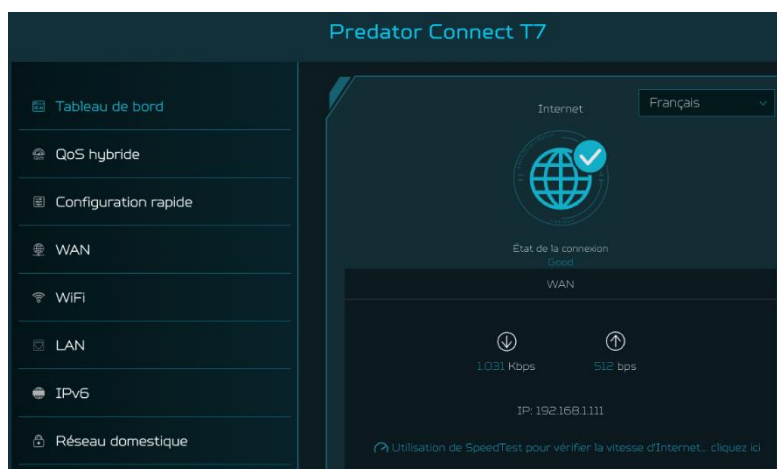 Predator Connect T7
Tableau de bord
QoS hybride
Configuration rapide
WAN
WiFi
LAN
IPv6
Réseau domestique
Français
Internet
État de la connexion
Good
WAN
1.031 Kbps
512 bps
IP: 192.168.1.111
Utilisation de SpeedTest pour vérifier la vitesse d'Internet... cliquez ici